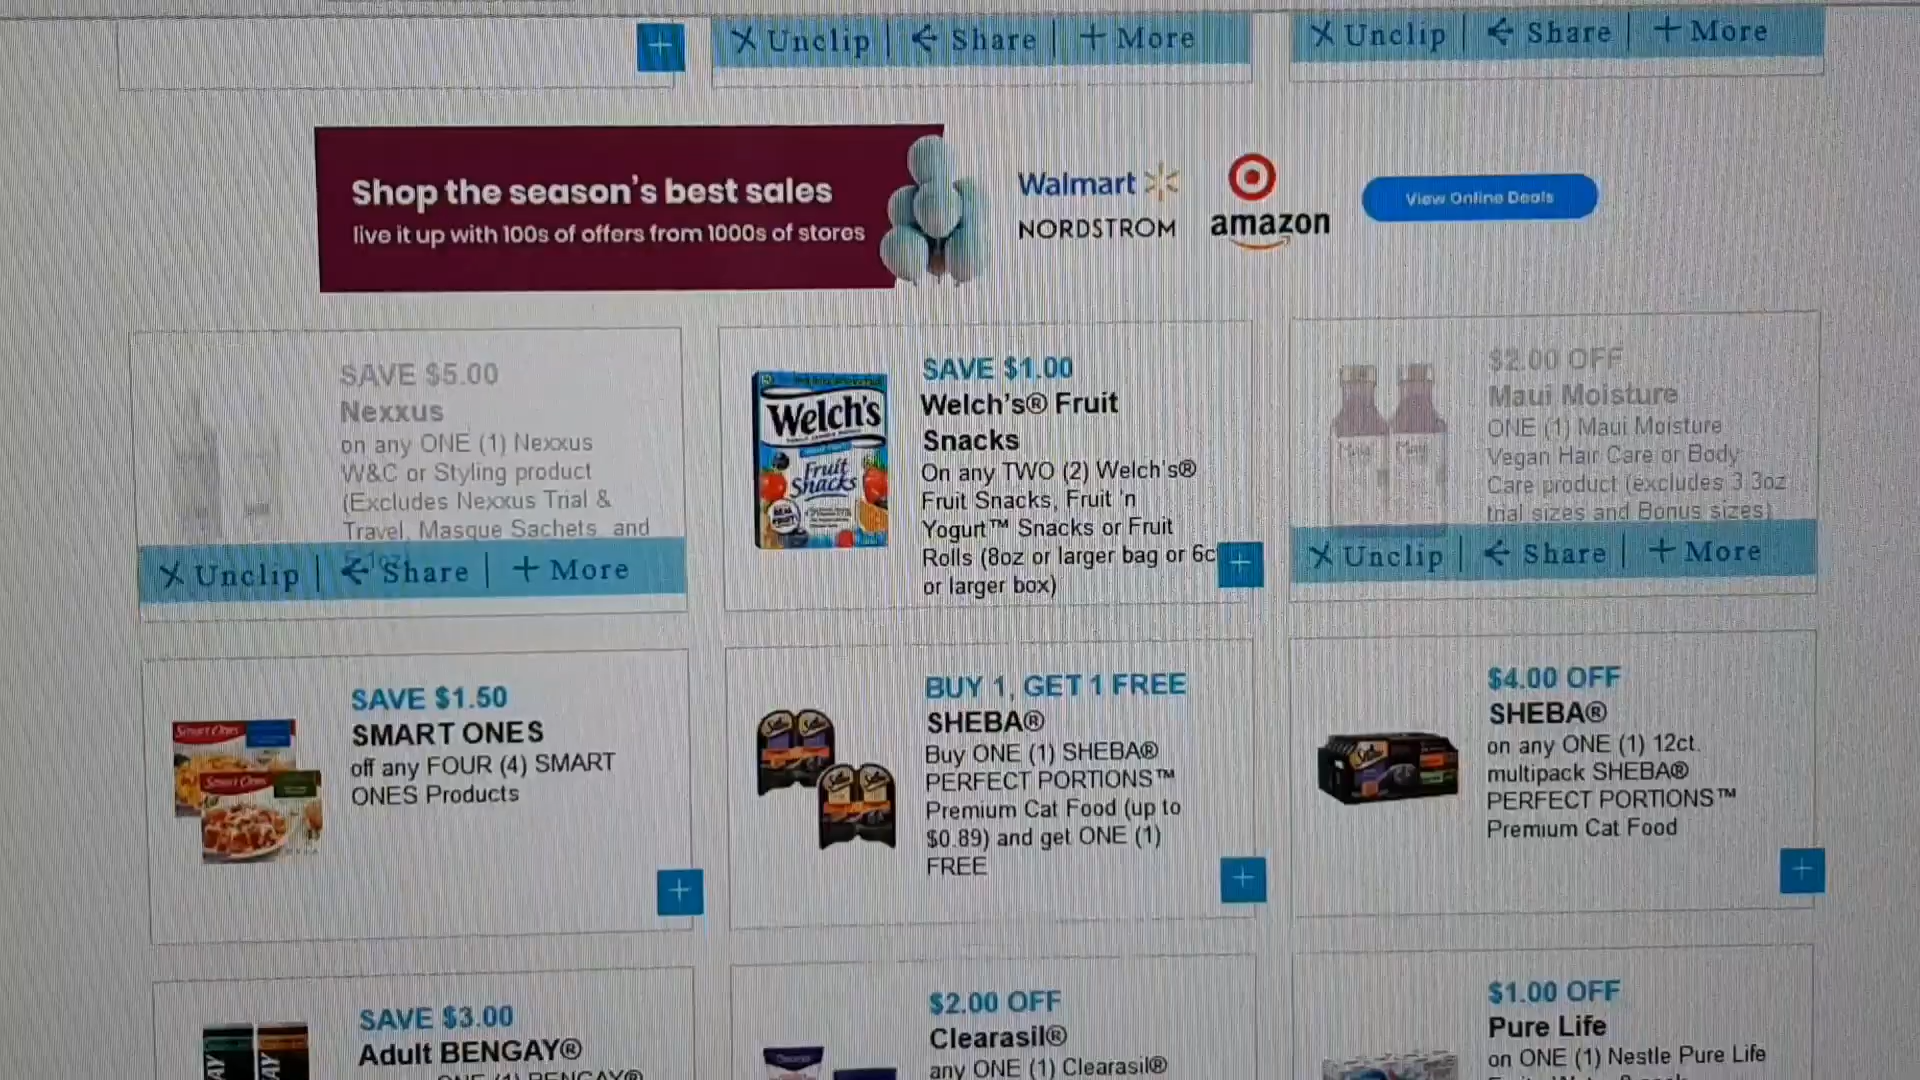 Unclip | Share | + More
Unclip | Share | + More
Shop the season's best sales
live it up with 100s of offers from 1000s of stores
Walmart
NORDSTROM
amazon
View Online Deals
SAVE $5.00
Nexxus
on any ONE (1) Nexxus
W&C or Styling product
(Excludes Nexxus Trial &
Travel, Masque Sachets, and
Unclip | Share | + More
Welch's
Fruit
Snacks
SAVE $1.00
Welch's® Fruit
Snacks
On any TWO (2) Welch's®
Fruit Snacks, Fruit 'n
Yogurt™ Snacks or Fruit
Rolls (8oz or larger bag or 6c
or larger box)
$2.00 OFF
Maui Moisture
ONE (1) Maui Moisture
Vegan Hair Care or Body
Care product (excludes 3.3oz
trial sizes and Bonus sizes)
Unclip | Share | + More
Smart Ones
Smart Ones
SAVE $1.50
SMART ONES
off any FOUR (4) SMART
ONES Products
BUY 1, GET 1 FREE
SHEBA®
Buy ONE (1) SHEBA®
PERFECT PORTIONS™
Premium Cat Food (up to
$0.89) and get ONE (1)
FREE
$4.00 OFF
SHEBA®
on any ONE (1) 12ct.
multipack SHEBA®
PERFECT PORTIONS™
Premium Cat Food
SAVE $3.00
Adult BENGAY®
ONE (1) BENGAY®
$2.00 OFF
Clearasil®
any ONE (1) Clearasil®
$1.00 OFF
Pure Life
on ONE (1) Nestle Pure Life